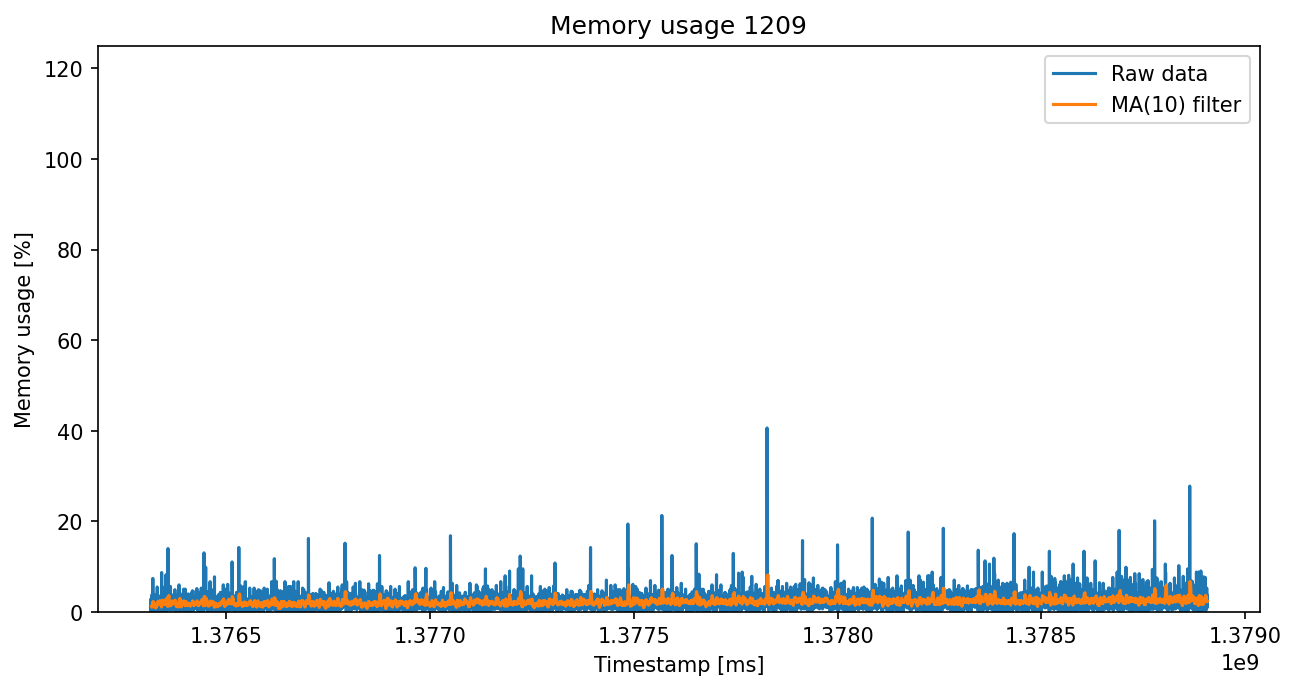 Memory usage 1209
Raw data
MA(10) filter
120
100
80
60
40
20
0
Memory usage [%]
1.3765 1.3770 1.3775 1.3780 1.3785 1.3790
1e9
Timestamp [ms]